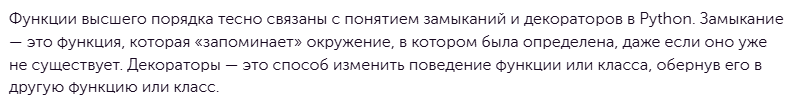 Функции высшего порядка тесно связаны с понятием замыканий и декораторов в Python. Замыкание
— это функция, которая «запоминает» окружение, в котором была определена, даже если оно уже
не существует. Декораторы — это способ изменить поведение функции или класса, обернув его в
другую функцию или класс.